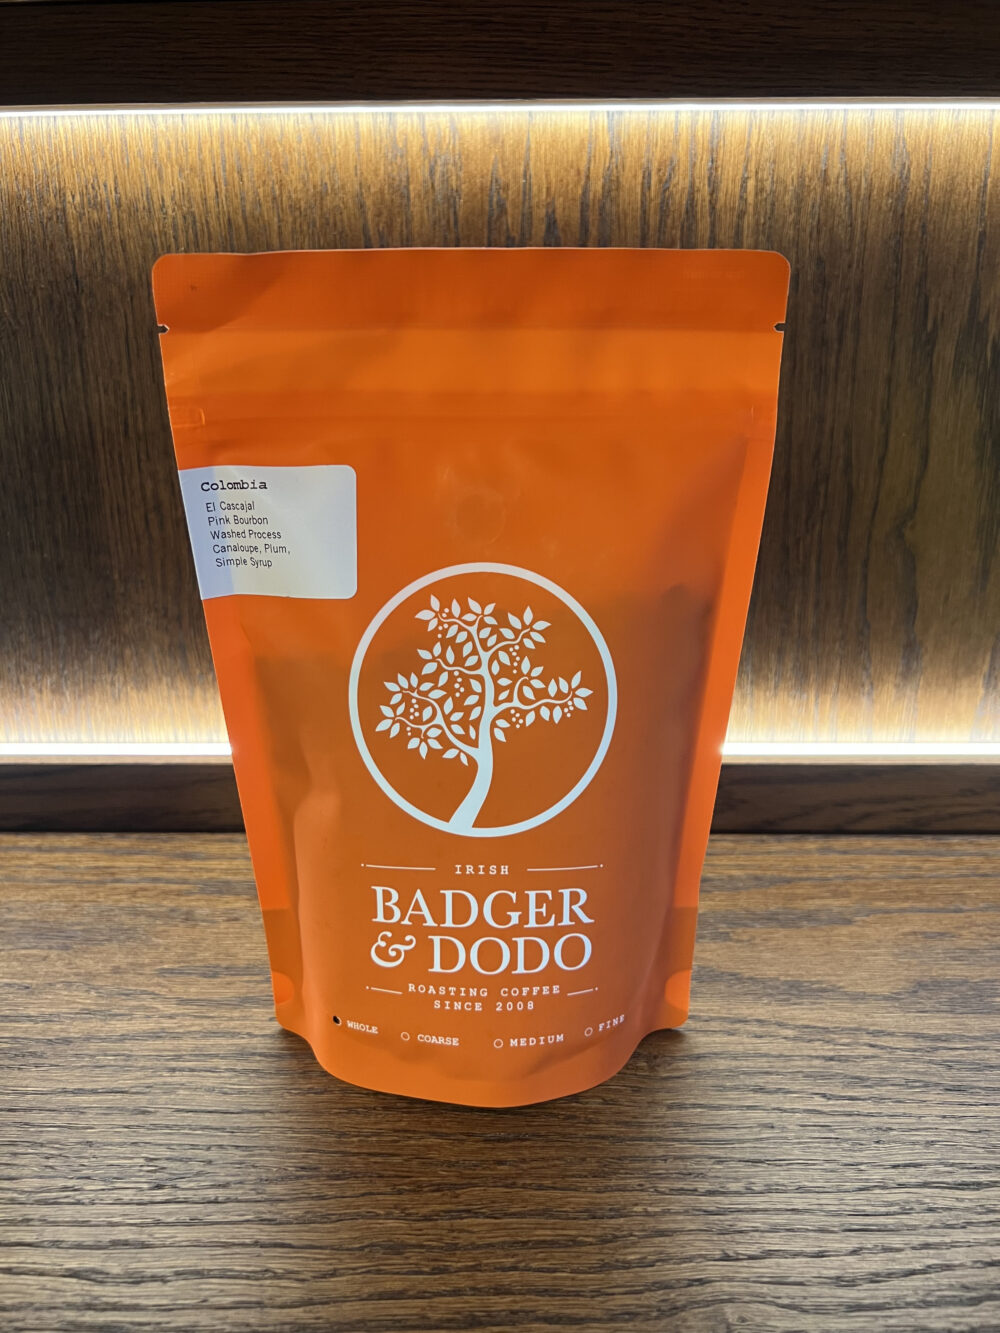 Colombia
El Cascajal
Pink Bourbon
Washed Process
Canaloupe, Plum,
Simple Syrup
IRISH
BADGER
& DODO
ROASTING COFFEE
SINCE 2008
WHOLE
COARSE
MEDIUM
FINE